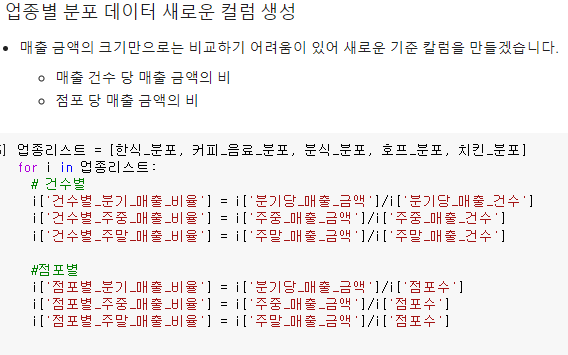 업종별 분포 데이터 새로운 컬럼 생성
매출 금액의 크기만으로는 비교하기 어려움이 있어 새로운 기준 칼럼을 만들겠습니다.
매출 건수 당 매출 금액의 비
점포 당 매출 금액의 비
] 업종리스트 = [한식_분포, 커피_음료_분포, 분식_분포, 호프_분포, 치킨_분포]
for i in 업종리스트:
# 건수별
i['건수별_분기_매출_비율'] = i['분기당_매출_금액']/i['분기당_매출_건수']
i['건수별_주중_매출_비율'] = i['주중_매출_금액']/i['주중_매출_건수']
i['건수별_주말_매출_비율'] = i['주말_매출_금액']/i['주말_매출_건수']
#점포별
i['점포별_분기_매출_비율'] = i['분기당_매출_금액']/i['점포수']
i['점포별_주중_매출_비율'] = i['주중_매출_금액']/i['점포수']
i['점포별_주말_매출_비율'] = i['주말_매출_금액']/i['점포수']